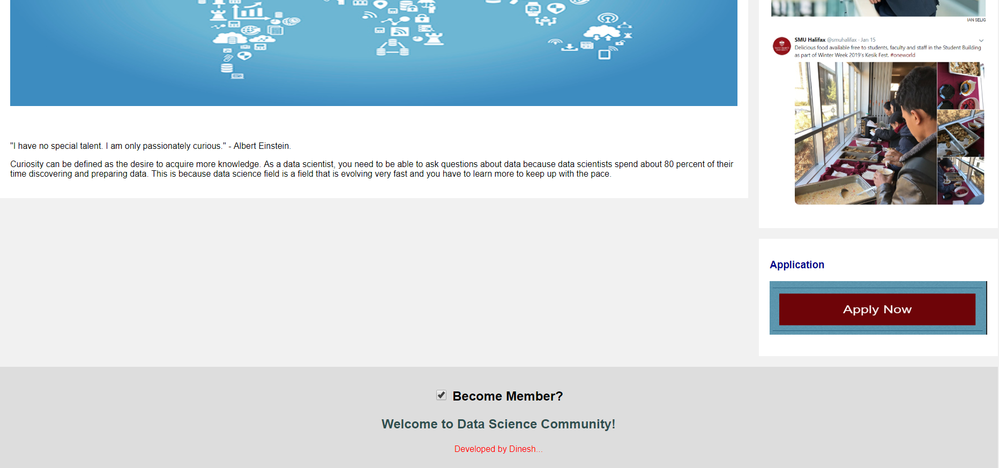 IAN SELIG
SMU Halifax @smuhalifax · Jan 15
Delicious food available free to students, faculty and staff in the Student Building
as part of Winter Week 2019's Kesik Fest. #oneworld
"I have no special talent. I am only passionately curious." - Albert Einstein.
Curiosity can be defined as the desire to acquire more knowledge. As a data scientist, you need to be able to ask questions about data because data scientists spend about 80 percent of their
time discovering and preparing data. This is because data science field is a field that is evolving very fast and you have to learn more to keep up with the pace.
Application
Apply Now
Become Member?
Welcome to Data Science Community!
Developed by Dinesh...